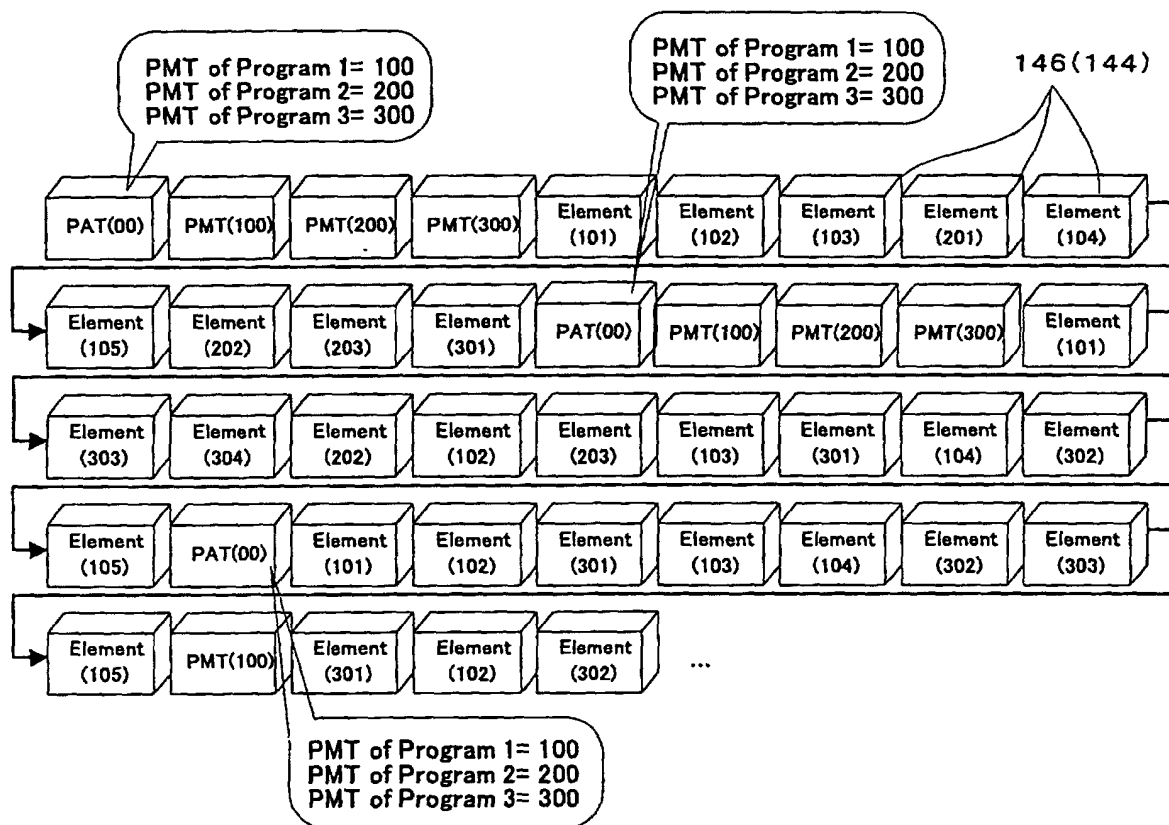 PMT of Program 1= 100
PMT of Program 2= 200
PMT of Program 3= 300
PMT of Program 1= 100
PMT of Program 2= 200
PMT of Program 3= 300
146(144)
PAT(00) PMT(100) PMT(200) PMT(300) Element (101) Element (102) Element (103) Element (201) Element (104)
Element (105) Element (202) Element (203) Element (301) PAT(00) PMT(100) PMT(200) PMT(300) Element (101)
Element (303) Element (304) Element (202) Element (102) Element (203) Element (103) Element (301) Element (104) Element (302)
Element (105) PAT(00) Element (101) Element (102) Element (301) Element (103) Element (104) Element (302) Element (303)
Element (105) PMT(100) Element (301) Element (102) Element (302) ...
PMT of Program 1= 100
PMT of Program 2= 200
PMT of Program 3= 300